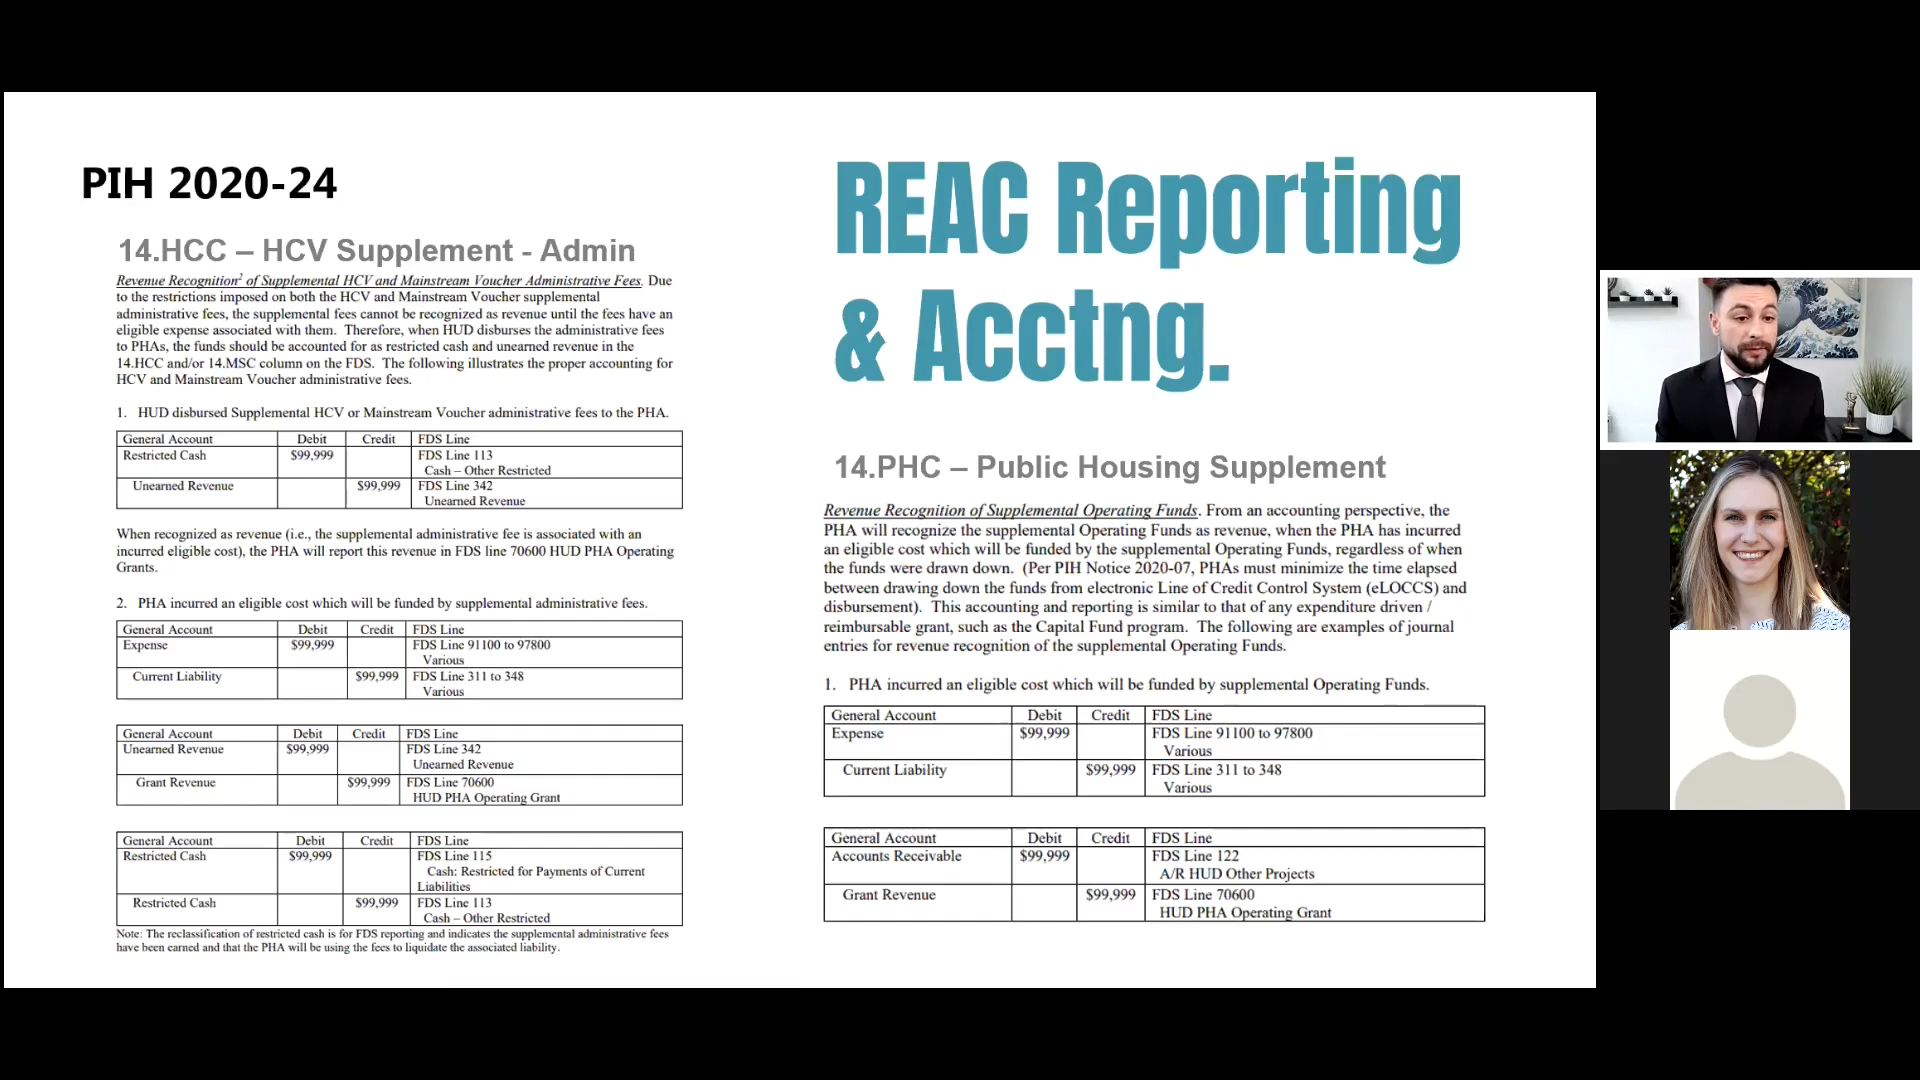 PIH 2020-24
14.HCC – HCV Supplement - Admin
Revenue Recognition2 of Supplemental HCV and Mainstream Voucher Administrative Fees. Due
to the restrictions imposed on both the HCV and Mainstream Voucher supplemental
administrative fees, the supplemental fees cannot be recognized as revenue until the fees have an
eligible expense associated with them. Therefore, when HUD disburses the administrative fees
to PHAs, the funds should be accounted for as restricted cash and unearned revenue in the
14.HCC and/or 14.MSC column on the FDS. The following illustrates the proper accounting for
HCV and Mainstream Voucher administrative fees.
1. HUD disbursed Supplemental HCV or Mainstream Voucher administrative fees to the PHA.
General Account Debit Credit FDS Line
Restricted Cash $99,999 FDS Line 113
Cash – Other Restricted
Unearned Revenue $99,999 FDS Line 342
Unearned Revenue
When recognized as revenue (i.e., the supplemental administrative fee is associated with an
incurred eligible cost), the PHA will report this revenue in FDS line 70600 HUD PHA Operating
Grants.
2. PHA incurred an eligible cost which will be funded by supplemental administrative fees.
General Account Debit Credit FDS Line
Expense $99,999 FDS Line 91100 to 97800
Various
Current Liability $99,999 FDS Line 311 to 348
Various
General Account Debit Credit FDS Line
Unearned Revenue $99,999 FDS Line 342
Unearned Revenue
Grant Revenue $99,999 FDS Line 70600
HUD PHA Operating Grant
General Account Debit Credit FDS Line
Restricted Cash $99,999 FDS Line 115
Cash: Restricted for Payments of Current
Liabilities
Restricted Cash $99,999 FDS Line 113
Cash – Other Restricted
Note: The reclassification of restricted cash is for FDS reporting and indicates the supplemental administrative fees
have been earned and that the PHA will be using the fees to liquidate the associated liability.
REAC Reporting
& Acctng.
14.PHC – Public Housing Supplement
Revenue Recognition of Supplemental Operating Funds. From an accounting perspective, the
PHA will recognize the supplemental Operating Funds as revenue, when the PHA has incurred
an eligible cost which will be funded by the supplemental Operating Funds, regardless of when
the funds were drawn down. (Per PIH Notice 2020-07, PHAs must minimize the time elapsed
between drawing down the funds from electronic Line of Credit Control System (eLOCCS) and
disbursement). This accounting and reporting is similar to that of any expenditure driven /
reimbursable grant, such as the Capital Fund program. The following are examples of journal
entries for revenue recognition of the supplemental Operating Funds.
1. PHA incurred an eligible cost which will be funded by supplemental Operating Funds.
General Account Debit Credit FDS Line
Expense $99,999 FDS Line 91100 to 97800
Various
Current Liability $99,999 FDS Line 311 to 348
Various
General Account Debit Credit FDS Line
Accounts Receivable $99,999 FDS Line 122
A/R HUD Other Projects
Grant Revenue $99,999 FDS Line 70600
HUD PHA Operating Grant